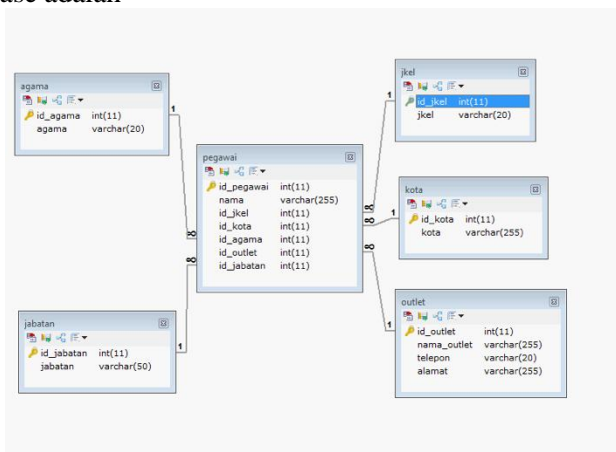 ase adalah
agama
id_agama int(11)
agama varchar(20)
1
∞
jkel
id_jkel int(11)
jkel varchar(20)
1
∞
pegawai
id_pegawai int(11)
nama varchar(255)
id_jkel int(11)
id_kota int(11)
id_agama int(11)
id_outlet int(11)
id_jabatan int(11)
kota
id_kota int(11)
kota varchar(255)
1
∞
jabatan
id_jabatan int(11)
jabatan varchar(50)
1
∞
outlet
id_outlet int(11)
nama_outlet varchar(255)
telepon varchar(20)
alamat varchar(255)
1
∞